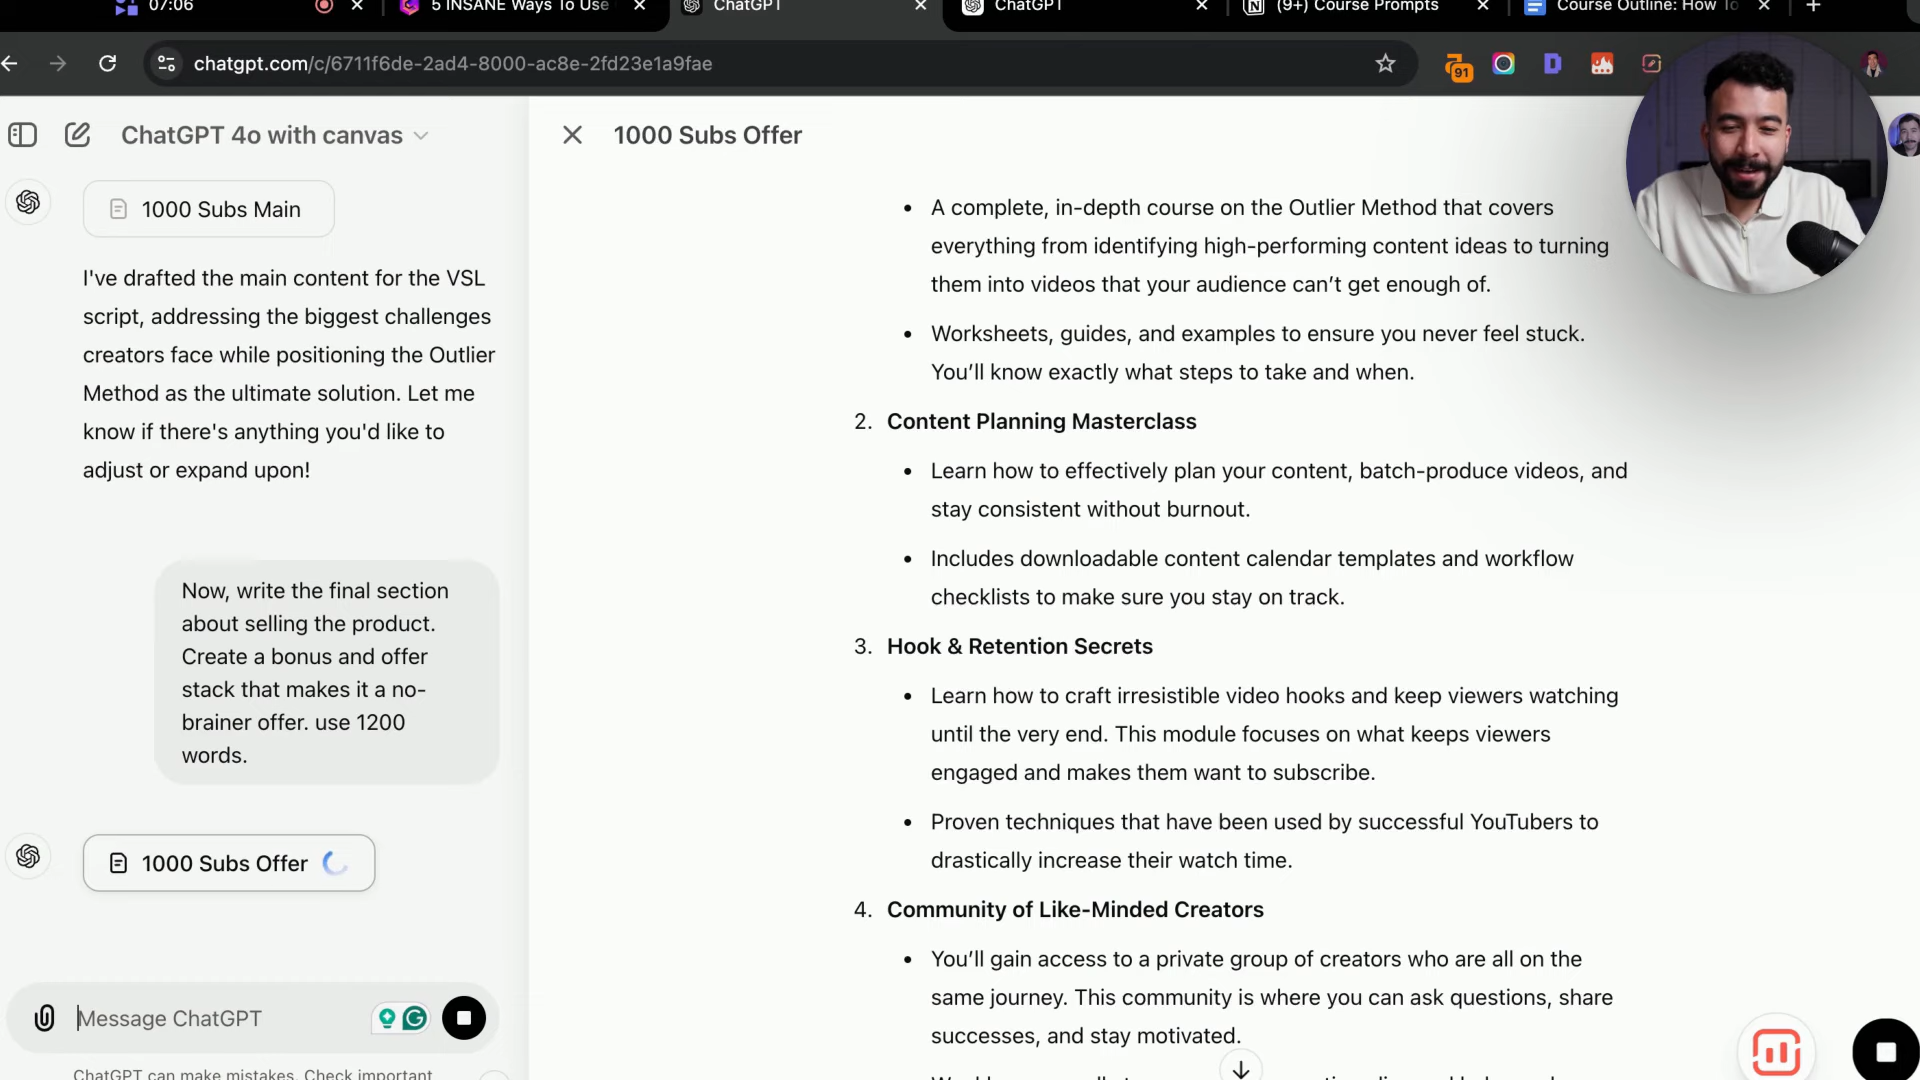 07:06
5 INSANE Ways To Use
ChatGPT
ChatGPT
(9+) Course Prompts
Course Outline: How To
chatgpt.com/c/6711f6de-2ad4-8000-ac8e-2fd23e1a9fae
91
D
ChatGPT 4o with canvas
1000 Subs Main
I've drafted the main content for the VSL
script, addressing the biggest challenges
creators face while positioning the Outlier
Method as the ultimate solution. Let me
know if there's anything you'd like to
adjust or expand upon!
Now, write the final section
about selling the product.
Create a bonus and offer
stack that makes it a no-
brainer offer. use 1200
words.
1000 Subs Offer
Message ChatGPT
ChatGPT can make mistakes. Check important
1000 Subs Offer
• A complete, in-depth course on the Outlier Method that covers
everything from identifying high-performing content ideas to turning
them into videos that your audience can’t get enough of.
• Worksheets, guides, and examples to ensure you never feel stuck.
You’ll know exactly what steps to take and when.
2. Content Planning Masterclass
• Learn how to effectively plan your content, batch-produce videos, and
stay consistent without burnout.
• Includes downloadable content calendar templates and workflow
checklists to make sure you stay on track.
3. Hook & Retention Secrets
• Learn how to craft irresistible video hooks and keep viewers watching
until the very end. This module focuses on what keeps viewers
engaged and makes them want to subscribe.
• Proven techniques that have been used by successful YouTubers to
drastically increase their watch time.
4. Community of Like-Minded Creators
• You’ll gain access to a private group of creators who are all on the
same journey. This community is where you can ask questions, share
successes, and stay motivated.